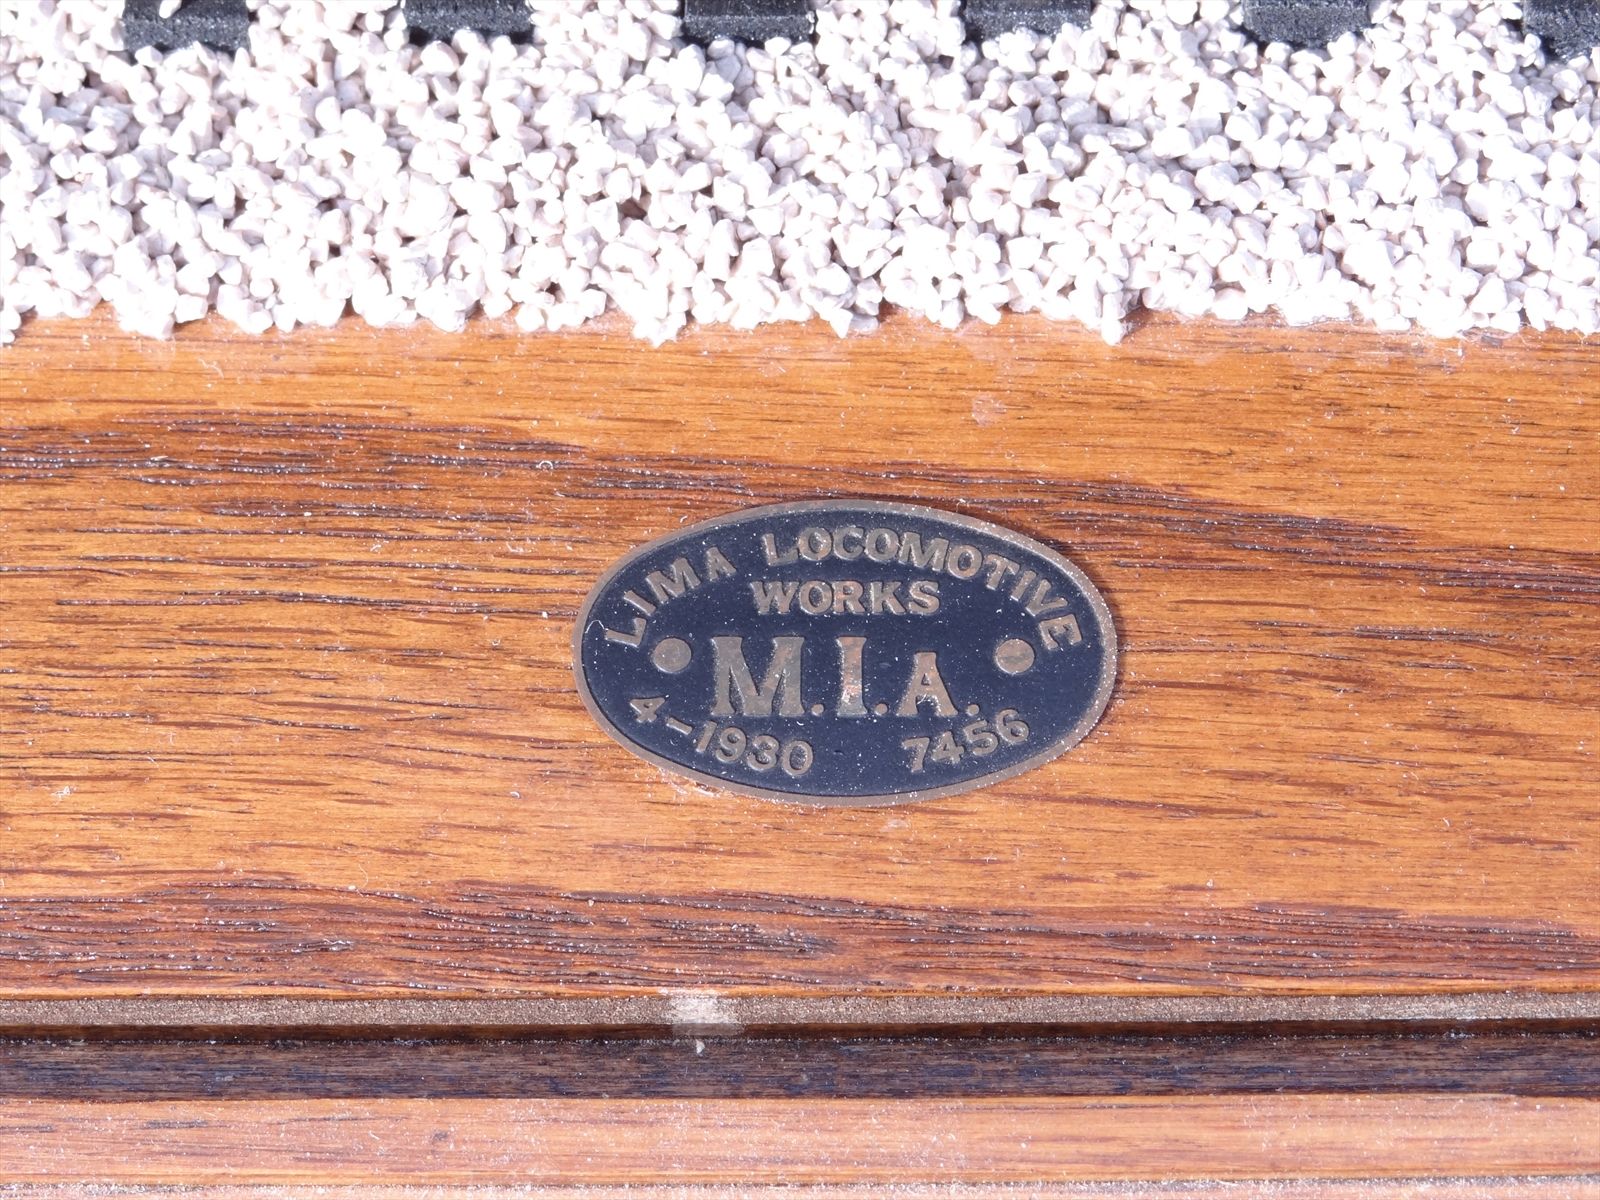 LIMA LOCOMOTIVE
WORKS
M.I.A.
4-1930 7456